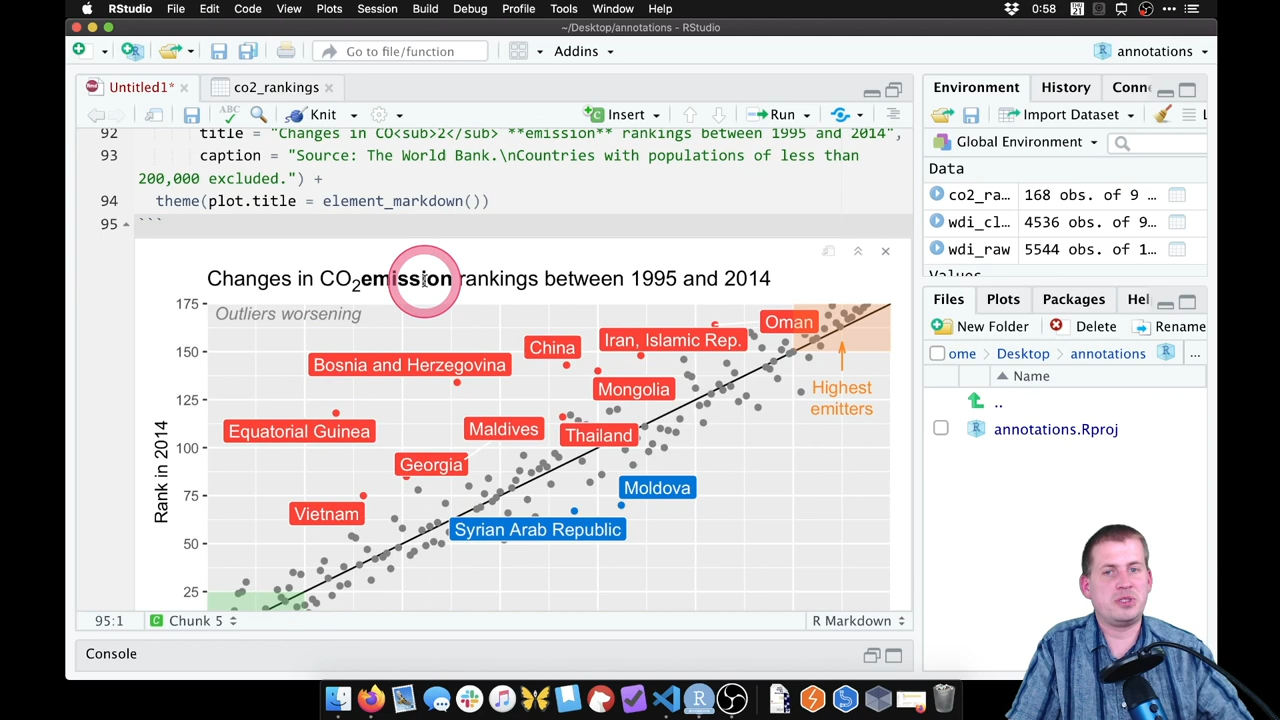 RStudio File Edit Code View Plots Session Build Debug Profile Tools Window Help 0:58 THU 21
~/Desktop/annotations - RStudio
Go to file/function Addins annotations
Untitled1* co2_rankings
Knit Insert Run
92 title = "Changes in CO<sub>2</sub> **emission** rankings between 1995 and 2014",
93 caption = "Source: The World Bank.\nCountries with populations of less than
200,000 excluded.") +
94 theme(plot.title = element_markdown())
95 ```
Changes in CO2 emission rankings between 1995 and 2014
Outliers worsening
175
150
125
100
75
50
25
Rank in 2014
Oman
Iran, Islamic Rep.
China
Bosnia and Herzegovina
Mongolia
Highest
emitters
Equatorial Guinea
Maldives
Thailand
Georgia
Moldova
Vietnam
Syrian Arab Republic
95:1 Chunk 5 R Markdown
Console
Environment History Conn
Import Dataset
Global Environment
Data
co2_ra… 168 obs. of 9 …
wdi_cl… 4536 obs. of 9…
wdi_raw 5544 obs. of 1…
Values
Files Plots Packages Hel
New Folder Delete Rename
ome Desktop annotations ...
Name
..
annotations.Rproj